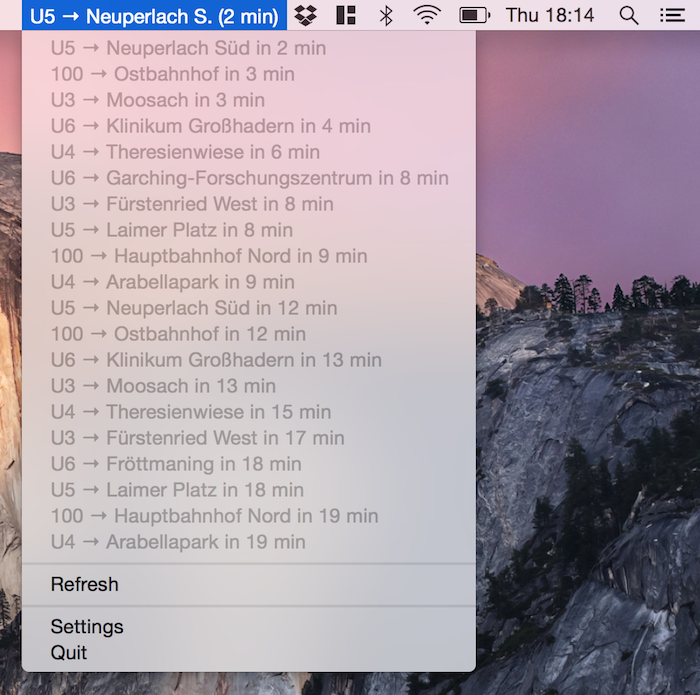 U5 → Neuperlach S. (2 min) Thu 18:14
U5 → Neuperlach Süd in 2 min
100 → Ostbahnhof in 3 min
U3 → Moosach in 3 min
U6 → Klinikum Großhadern in 4 min
U4 → Theresienwiese in 6 min
U6 → Garching-Forschungszentrum in 8 min
U3 → Fürstenried West in 8 min
U5 → Laimer Platz in 8 min
100 → Hauptbahnhof Nord in 9 min
U4 → Arabellapark in 9 min
U5 → Neuperlach Süd in 12 min
100 → Ostbahnhof in 12 min
U6 → Klinikum Großhadern in 13 min
U3 → Moosach in 13 min
U4 → Theresienwiese in 15 min
U3 → Fürstenried West in 17 min
U6 → Fröttmaning in 18 min
U5 → Laimer Platz in 18 min
100 → Hauptbahnhof Nord in 19 min
U4 → Arabellapark in 19 min
Refresh
Settings
Quit